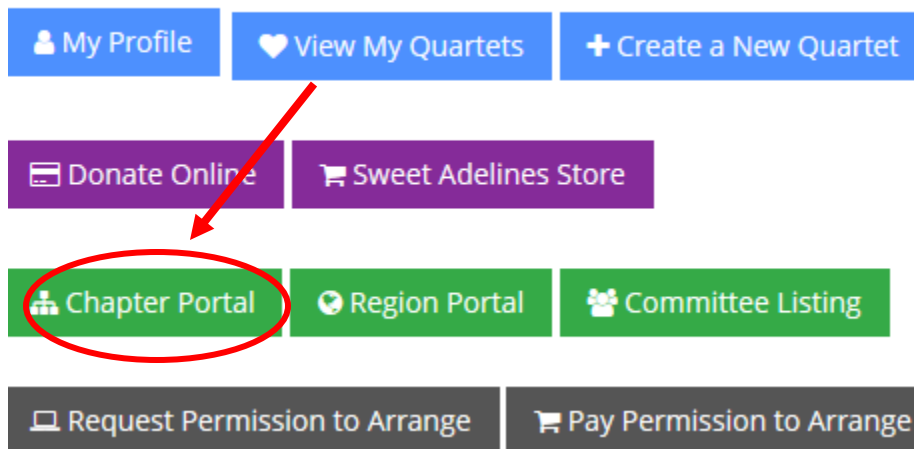 My Profile View My Quartets Create a New Quartet
Donate Online Sweet Adelines Store
Chapter Portal Region Portal Committee Listing
Request Permission to Arrange Pay Permission to Arrange